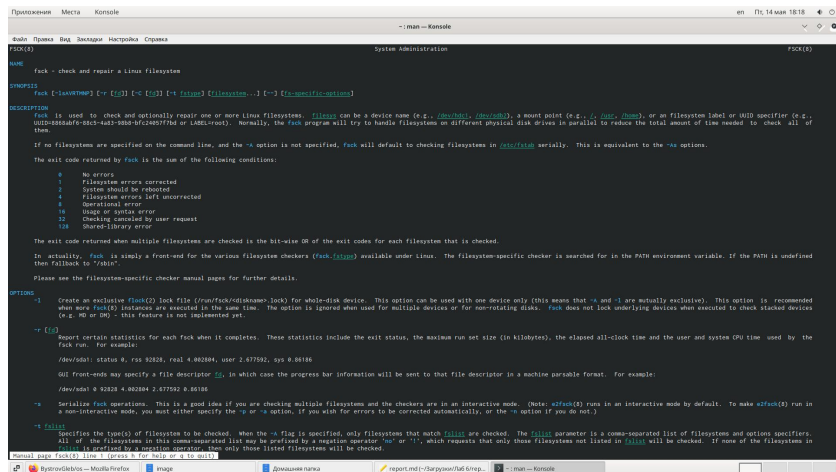 Приложения Места Konsole en Пт, 14 мая 18:18
~ : man — Konsole
Файл Правка Вид Закладки Настройка Справка
FSCK(8) System Administration FSCK(8)
NAME
fsck - check and repair a Linux filesystem
SYNOPSIS
fsck [-lsAVRTMNP] [-r [fd]] [-C [fd]] [-t fstype] [filesystem...] [--] [fs-specific-options]
DESCRIPTION
fsck is used to check and optionally repair one or more Linux filesystems. filesys can be a device name (e.g., /dev/hdc1, /dev/sdb2), a mount point (e.g., /, /usr, /home), or an filesystem label or UUID specifier (e.g.,
UUID=8868abf6-88c5-4a83-98b8-bfc24057f7bd or LABEL=root). Normally, the fsck program will try to handle filesystems on different physical disk drives in parallel to reduce the total amount of time needed to check all of
them.
If no filesystems are specified on the command line, and the -A option is not specified, fsck will default to checking filesystems in /etc/fstab serially. This is equivalent to the -As options.
The exit code returned by fsck is the sum of the following conditions:
0 No errors
1 Filesystem errors corrected
2 System should be rebooted
4 Filesystem errors left uncorrected
8 Operational error
16 Usage or syntax error
32 Checking canceled by user request
128 Shared-library error
The exit code returned when multiple filesystems are checked is the bit-wise OR of the exit codes for each filesystem that is checked.
In actuality, fsck is simply a front-end for the various filesystem checkers (fsck.fstype) available under Linux. The filesystem-specific checker is searched for in the PATH environment variable. If the PATH is undefined
then fallback to "/sbin".
Please see the filesystem-specific checker manual pages for further details.
OPTIONS
-l Create an exclusive flock(2) lock file (/run/fsck/<diskname>.lock) for whole-disk device. This option can be used with one device only (this means that -A and -l are mutually exclusive). This option is recommended
when more fsck(8) instances are executed in the same time. The option is ignored when used for multiple devices or for non-rotating disks. fsck does not lock underlying devices when executed to check stacked devices
(e.g. MD or DM) - this feature is not implemented yet.
-r [fd]
Report certain statistics for each fsck when it completes. These statistics include the exit status, the maximum run set size (in kilobytes), the elapsed all-clock time and the user and system CPU time used by the
fsck run. For example:
/dev/sda1: status 0, rss 92828, real 4.002804, user 2.677592, sys 0.86186
GUI front-ends may specify a file descriptor fd, in which case the progress bar information will be sent to that file descriptor in a machine parsable format. For example:
/dev/sda1 0 92828 4.002804 2.677592 0.86186
-s Serialize fsck operations. This is a good idea if you are checking multiple filesystems and the checkers are in an interactive mode. (Note: e2fsck(8) runs in an interactive mode by default. To make e2fsck(8) run in
a non-interactive mode, you must either specify the -p or -a option, if you wish for errors to be corrected automatically, or the -n option if you do not.)
-t fslist
Specifies the type(s) of filesystem to be checked. When the -A flag is specified, only filesystems that match fslist are checked. The fslist parameter is a comma-separated list of filesystems and options specifiers.
All of the filesystems in this comma-separated list may be prefixed by a negation operator 'no' or '!', which requests that only those filesystems not listed in fslist will be checked. If none of the filesystems in
fslist is prefixed by a negation operator, then only those listed filesystems will be checked.
Manual page fsck(8) line 1 (press h for help or q to quit)
BystrovGleb/os — Mozilla Firefox image Домашняя папка report.md (~/Загрузки/Лаб 6/rep... ~ : man — Konsole